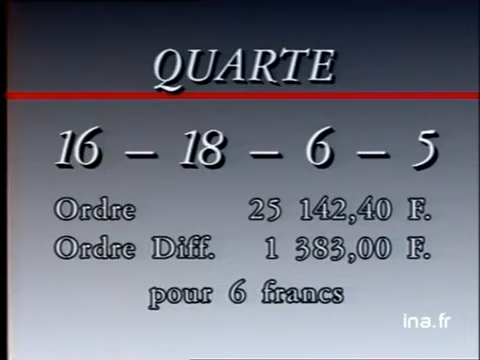 QUARTE
16 – 18 – 6 – 5
Ordre 25 142,40 F.
Ordre Diff. 1 383,00 F.
pour 6 francs
ina.fr